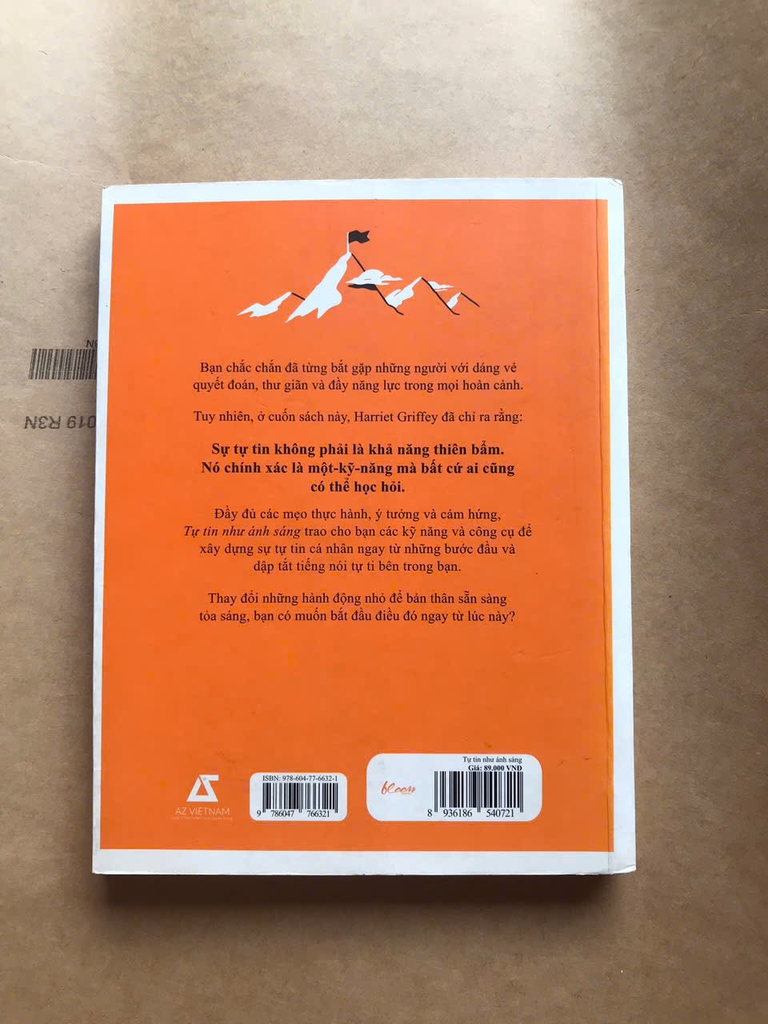 Bạn chắc chắn đã từng bắt gặp những người với dáng vẻ
quyết đoán, thư giãn và đầy năng lực trong mọi hoàn cảnh.
Tuy nhiên, ở cuốn sách này, Harriet Griffey đã chỉ ra rằng:
Sự tự tin không phải là khả năng thiên bẩm.
Nó chính xác là một-kỹ-năng mà bất cứ ai cũng
có thể học hỏi.
Đầy đủ các mẹo thực hành, ý tưởng và cảm hứng,
Tự tin như ánh sáng trao cho bạn các kỹ năng và công cụ để
xây dựng sự tự tin cá nhân ngay từ những bước đầu và
dập tắt tiếng nói tự ti bên trong bạn.
Thay đổi những hành động nhỏ để bản thân sẵn sàng
tỏa sáng, bạn có muốn bắt đầu điều đó ngay từ lúc này?
AZ VIETNAM
ISBN: 978-604-77-6632-1
9 786047 766321
bloom
Tự tin như ánh sáng
Giá: 89.000 VNĐ
8 936186 540721
019 R3N